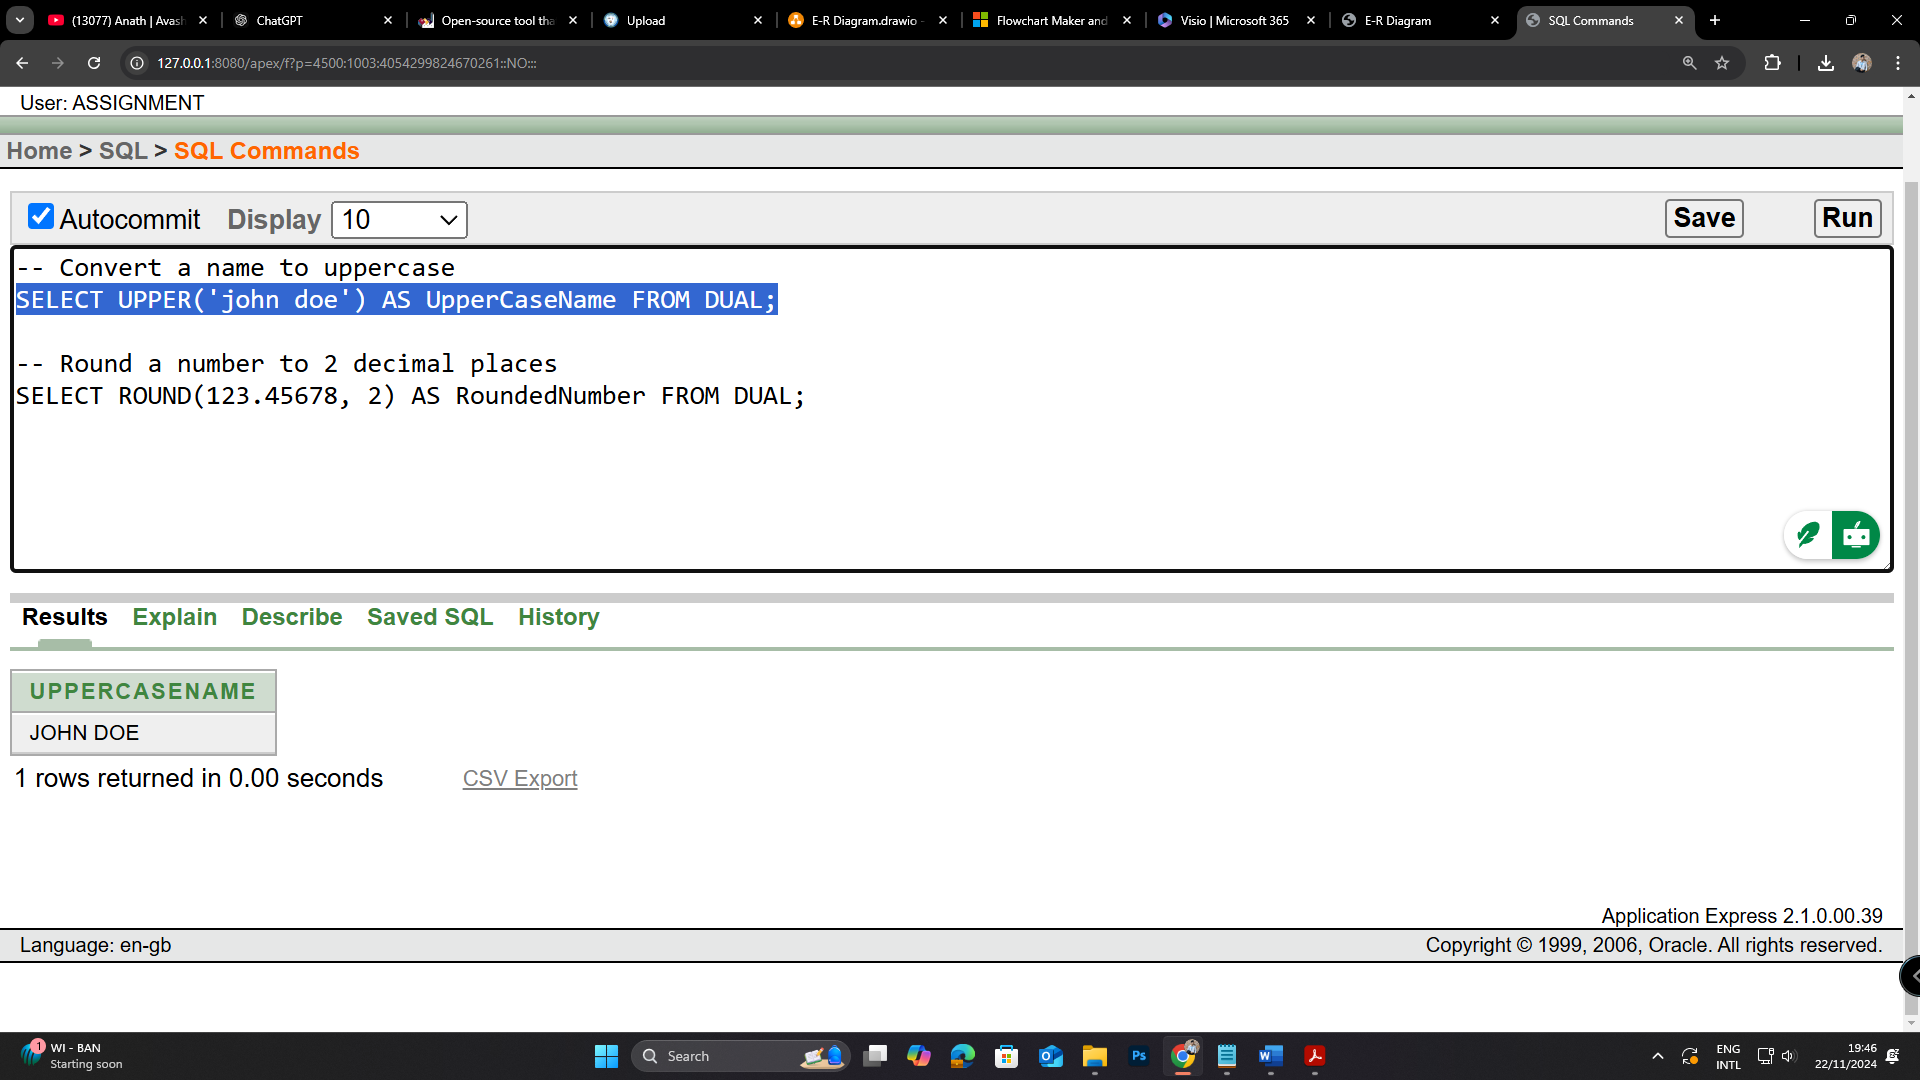 (13077) Anath | Avash
ChatGPT
Open-source tool tha
Upload
E-R Diagram.drawio -
Flowchart Maker and
Visio | Microsoft 365
E-R Diagram
SQL Commands
127.0.0.1:8080/apex/f?p=4500:1003:4054299824670261::NO:::
User: ASSIGNMENT
Home > SQL > SQL Commands
Autocommit Display 10 Save Run
-- Convert a name to uppercase
SELECT UPPER('john doe') AS UpperCaseName FROM DUAL;
-- Round a number to 2 decimal places
SELECT ROUND(123.45678, 2) AS RoundedNumber FROM DUAL;
Results Explain Describe Saved SQL History
UPPERCASENAME
JOHN DOE
1 rows returned in 0.00 seconds CSV Export
Application Express 2.1.0.00.39
Language: en-gb Copyright © 1999, 2006, Oracle. All rights reserved.
1
WI - BAN
Starting soon
Search
Ps
ENG
INTL
19:46
22/11/2024